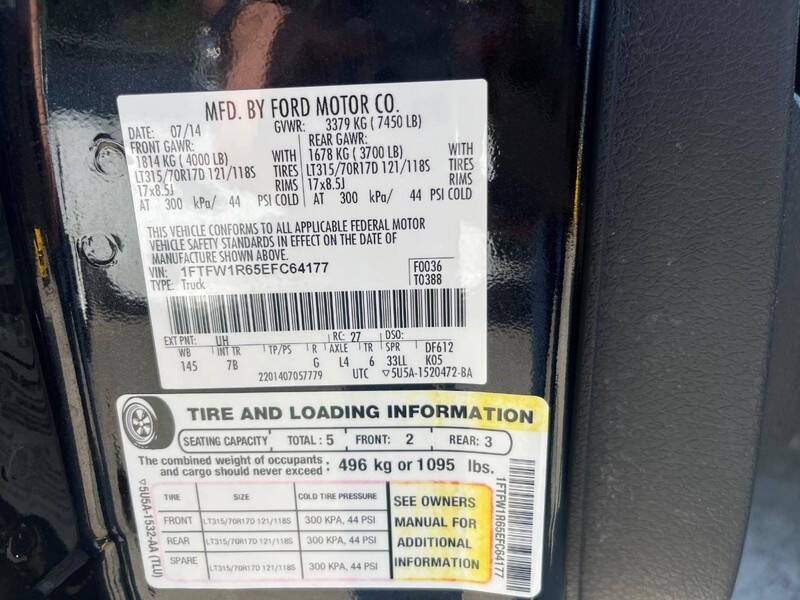 MFD. BY FORD MOTOR CO.
DATE: 07/14 GVWR: 3379 KG ( 7450 LB)
FRONT GAWR: REAR GAWR:
1814 KG ( 4000 LB) WITH 1678 KG ( 3700 LB) WITH
LT315/70R17D 121/118S TIRES LT315/70R17D 121/118S TIRES
17x8.5J RIMS 17x8.5J RIMS
AT 300 kPa/ 44 PSI COLD AT 300 kPa/ 44 PSI COLD
THIS VEHICLE CONFORMS TO ALL APPLICABLE FEDERAL MOTOR
VEHICLE SAFETY STANDARDS IN EFFECT ON THE DATE OF
MANUFACTURE SHOWN ABOVE.
VIN: 1FTFW1R65EFC64177 F0036
TYPE: Truck T0388
EXT PNT: UH RC: 27 DSO:
WB INT TR TP/PS R AXLE TR SPR DF612
145 7B G L4 6 33LL K05
2201407057779 UTC ▽5U5A-1520472-BA
TIRE AND LOADING INFORMATION
SEATING CAPACITY TOTAL: 5 FRONT: 2 REAR: 3
The combined weight of occupants
and cargo should never exceed : 496 kg or 1095 lbs.
TIRE SIZE COLD TIRE PRESSURE
FRONT LT315/70R17D 121/118S 300 KPA, 44 PSI
REAR LT315/70R17D 121/118S 300 KPA, 44 PSI
SPARE LT315/70R17D 121/118S 300 KPA, 44 PSI
SEE OWNERS
MANUAL FOR
ADDITIONAL
INFORMATION
▽5U5A-1532-AA (TLU)
1FTFW1R65EFC64177